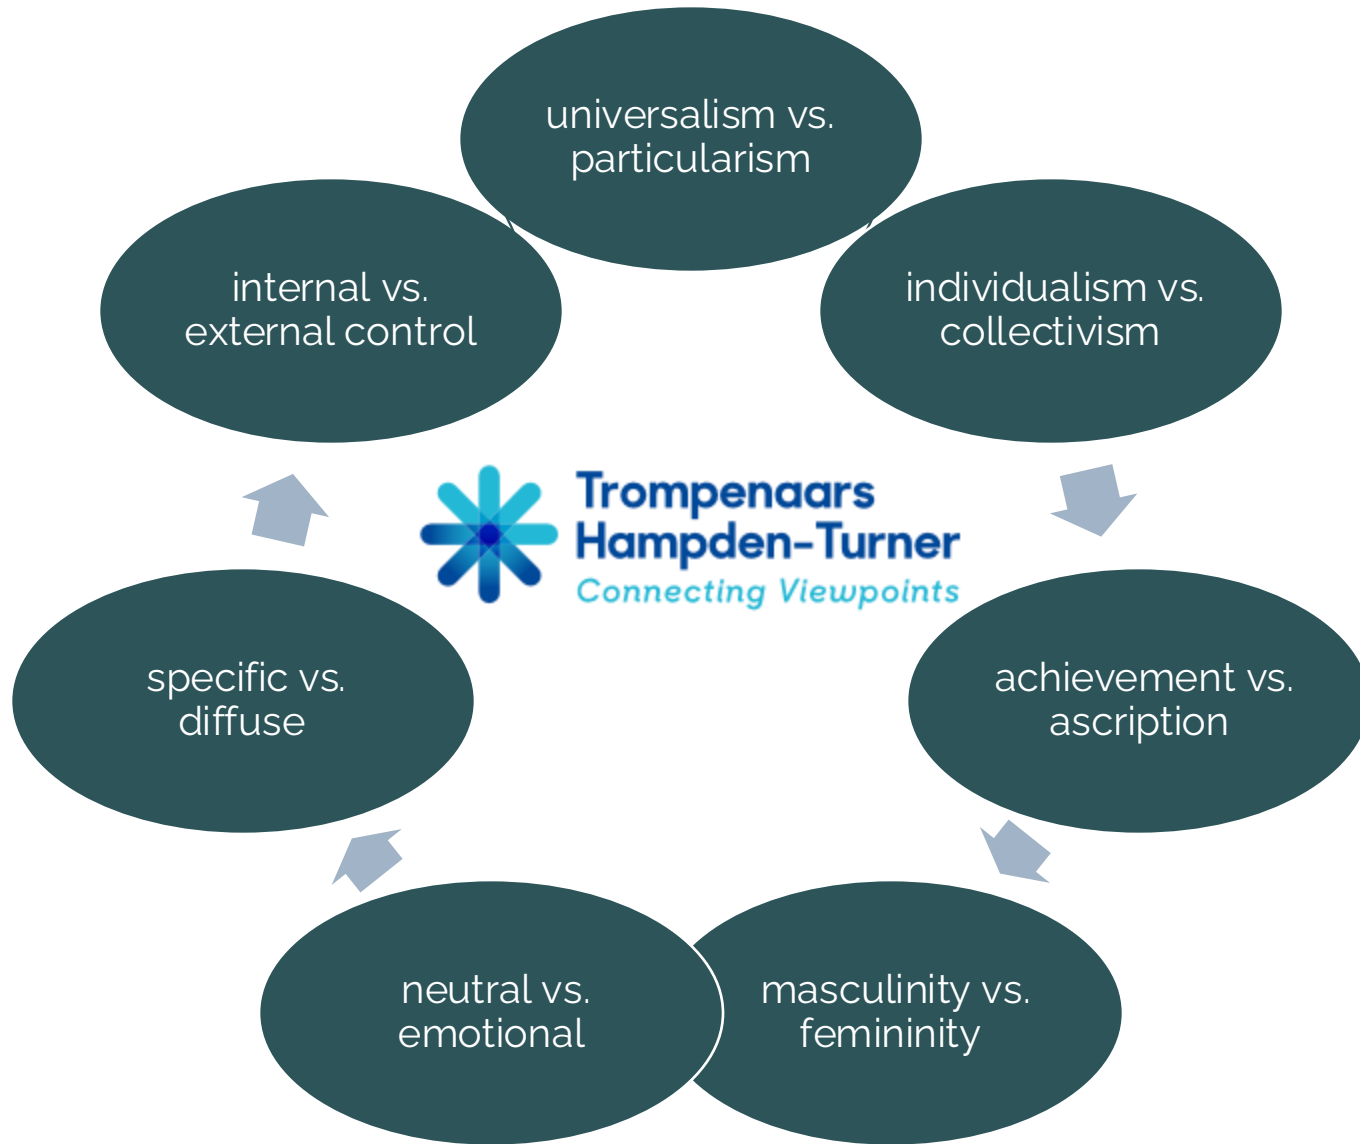 universalism vs.
particularism
individualism vs.
collectivism
achievement vs.
ascription
masculinity vs.
femininity
neutral vs.
emotional
specific vs.
diffuse
internal vs.
external control
Trompenaars
Hampden-Turner
Connecting Viewpoints